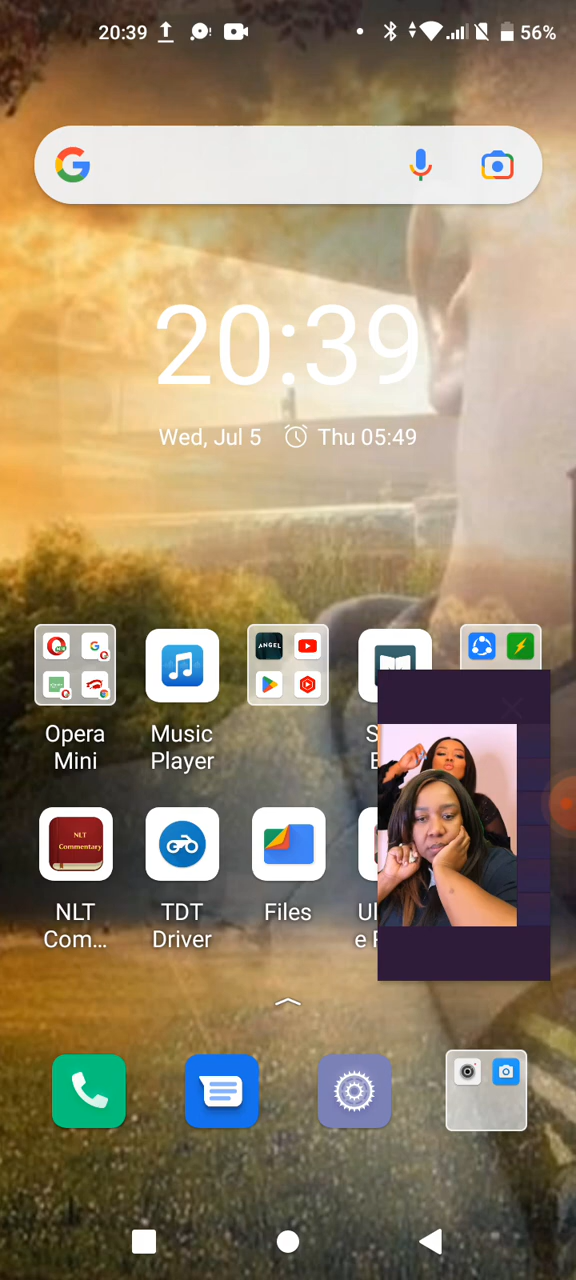 20:39
56%
20:39
Wed, Jul 5 Thu 05:49
ANGEL
Opera
Mini
Music
Player
NLT
Commentary
NLT
Com...
TDT
Driver
Files